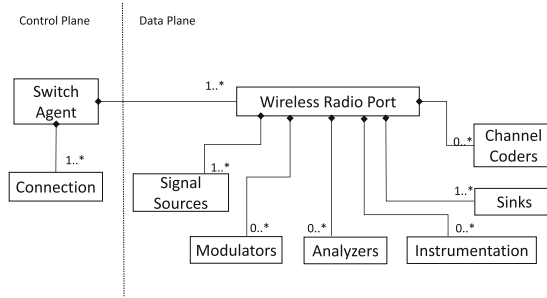 Control Plane
Data Plane
Switch
Agent
1..*
Wireless Radio Port
1..*
Connection
1..*
Signal
Sources
0..*
Modulators
0..*
Analyzers
0..*
Instrumentation
1..*
Sinks
0..*
Channel
Coders